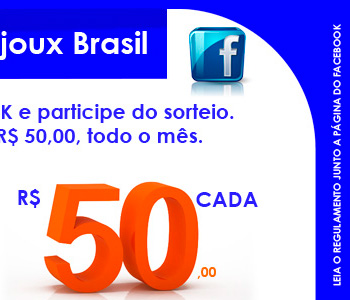 joux Brasil
K e participe do sorteio.
R$ 50,00, todo o mês.
R$ 50,00 CADA
LEIA O REGULAMENTO JUNTO A PÁGINA DO FACEBOOK